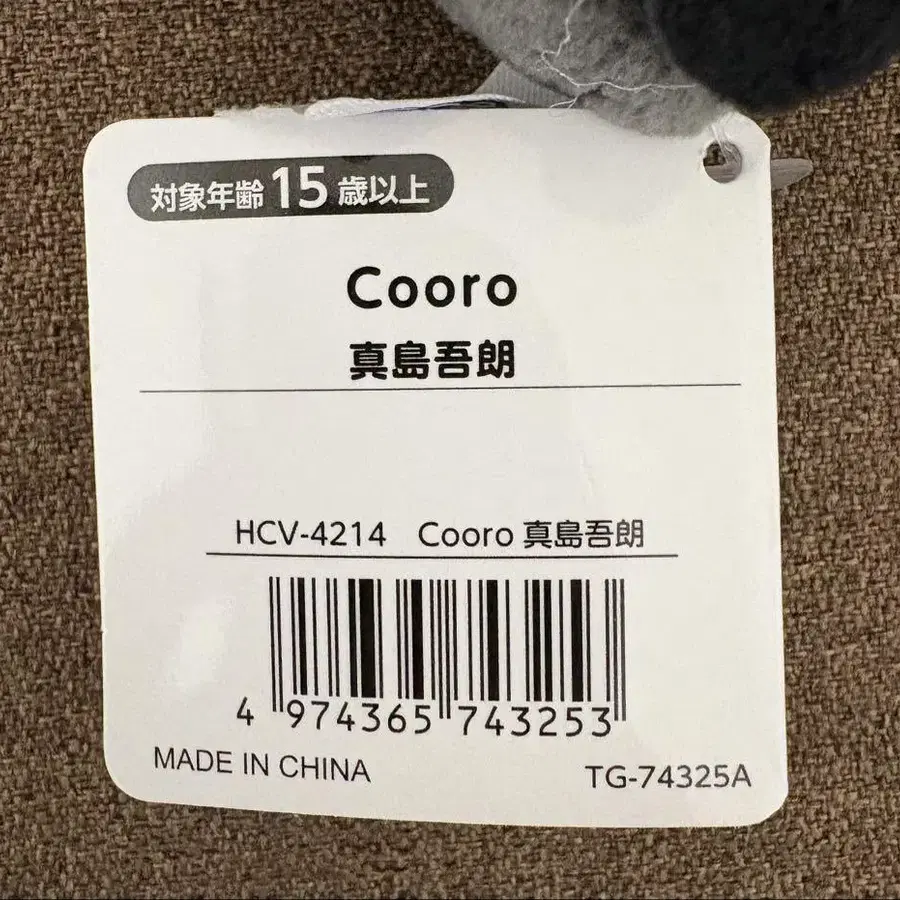 対象年齢15歳以上
Cooro
真島吾朗
HCV-4214 Cooro 真島吾朗
4 974365 743253
MADE IN CHINA
TG-74325A